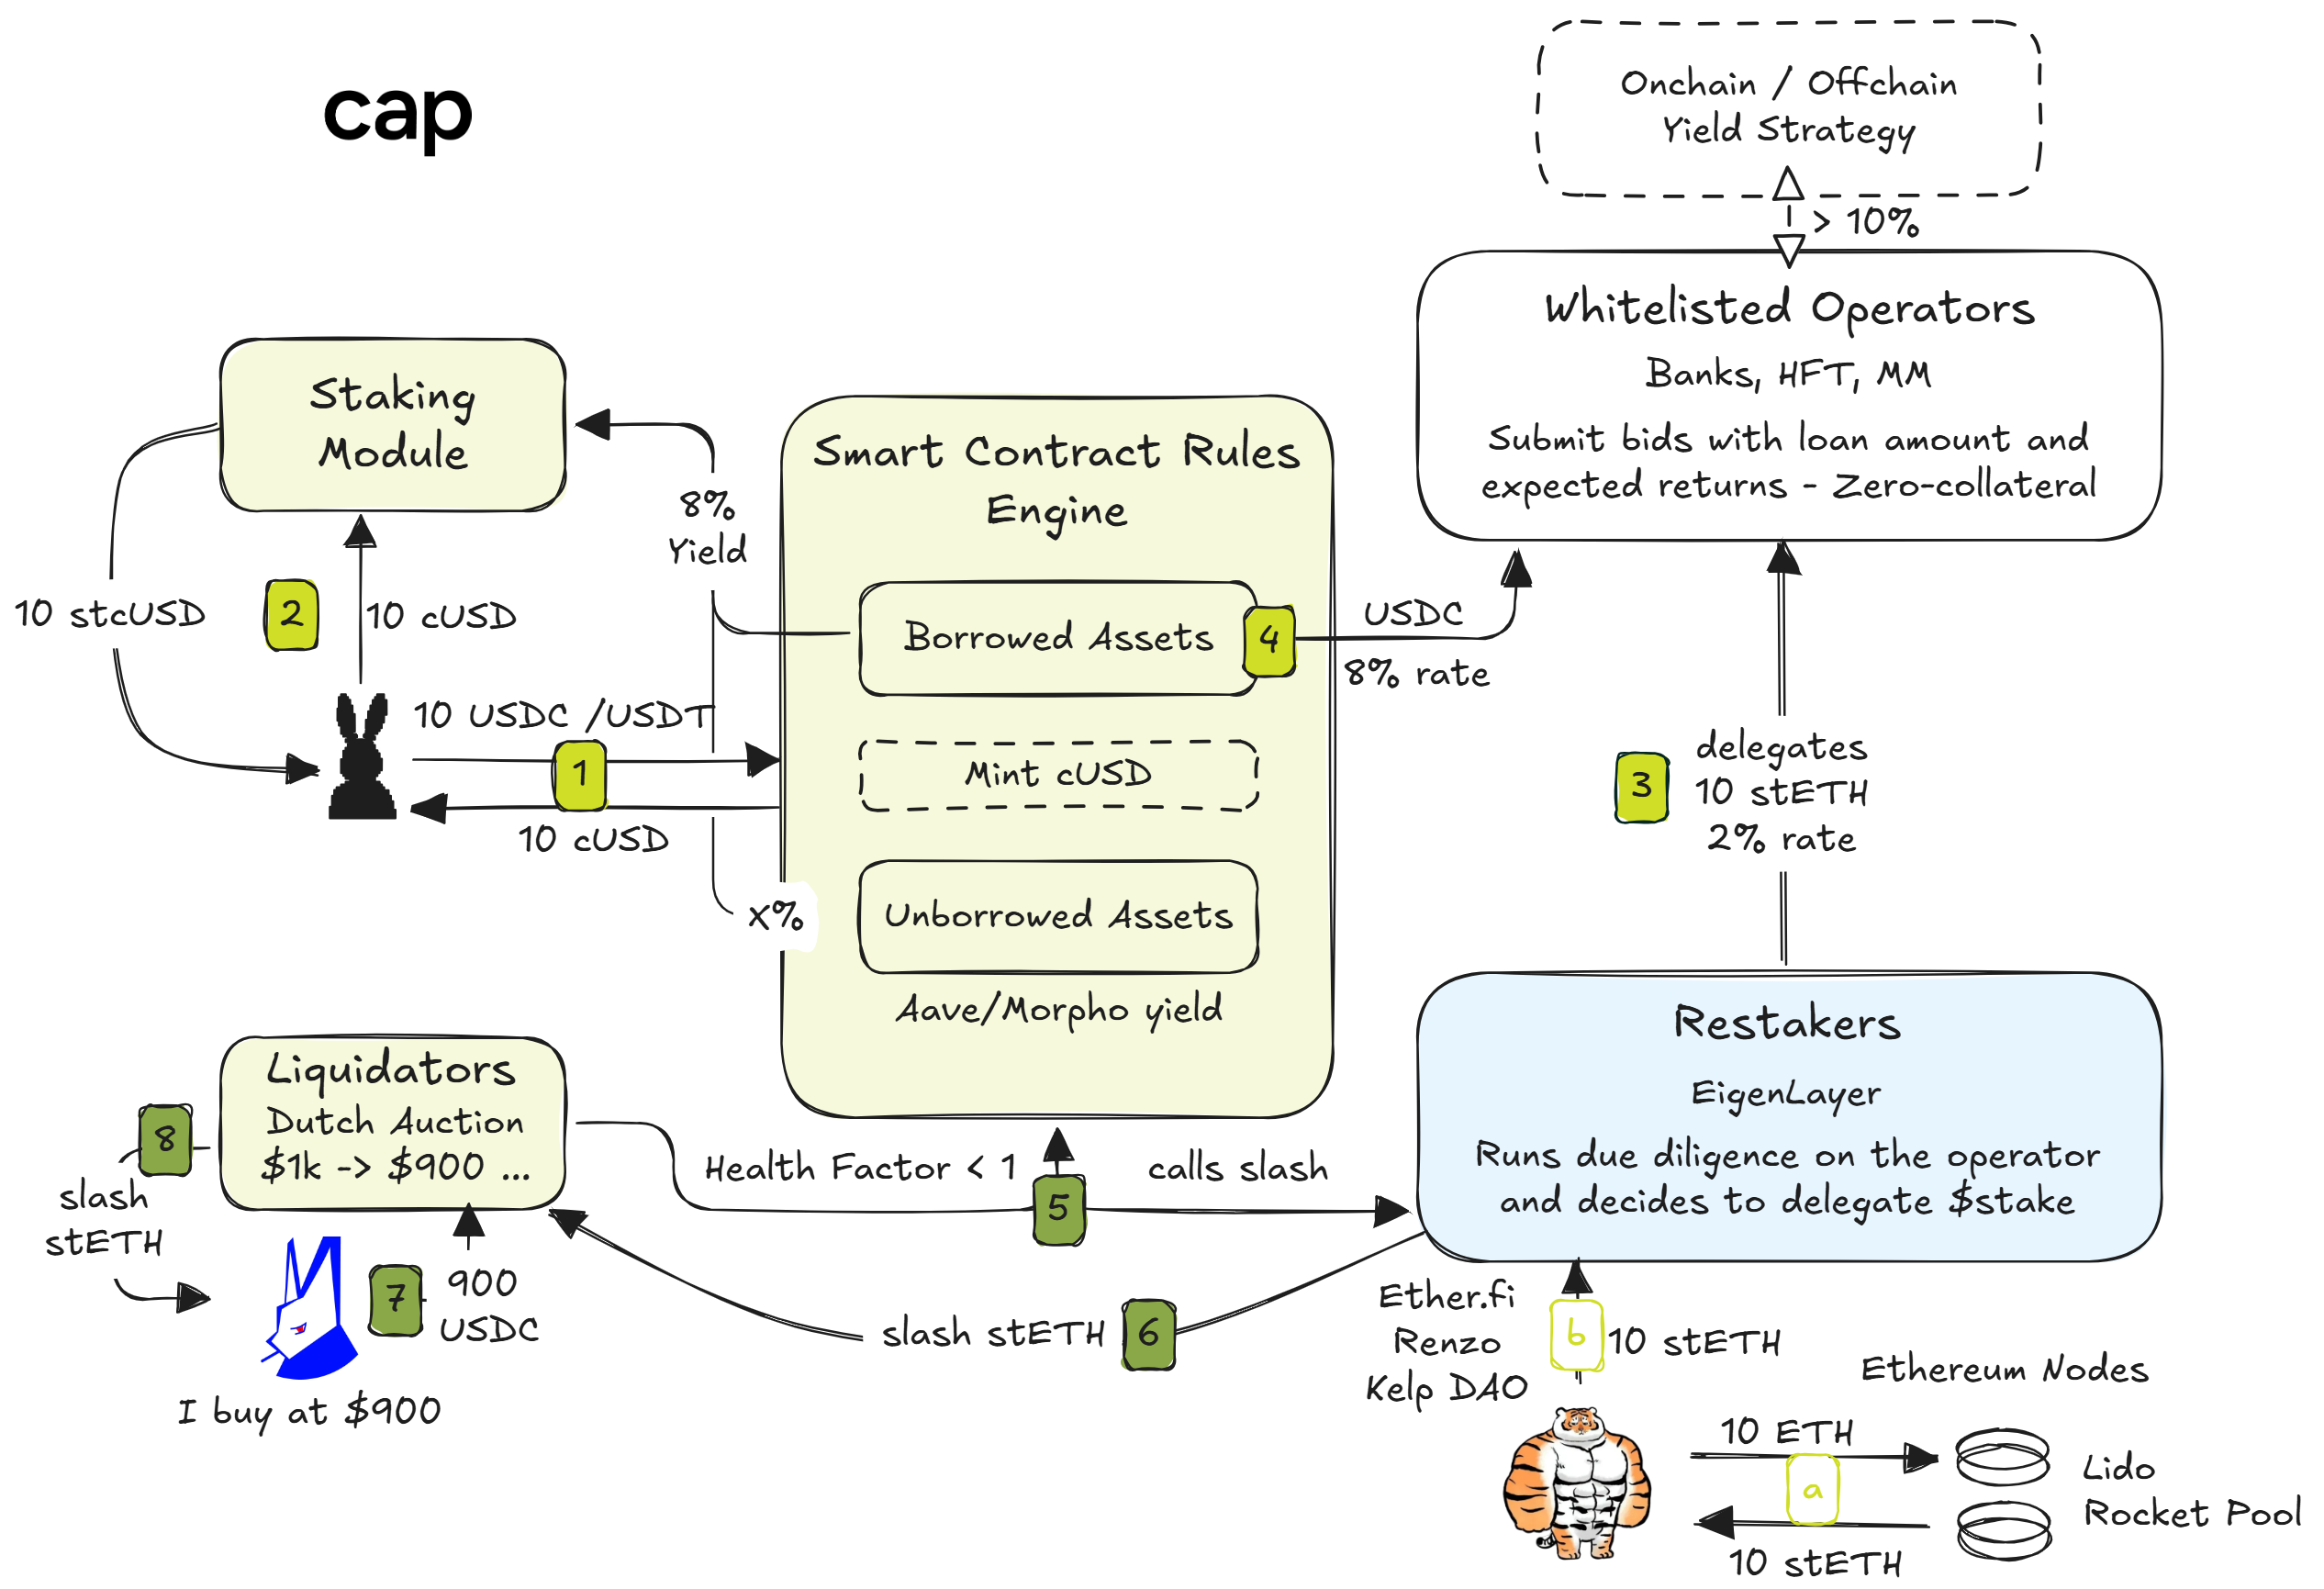 cap
Onchain / Offchain
Yield Strategy
> 10%
Whitelisted Operators
Banks, HFT, MM
Submit bids with loan amount and
expected returns - Zero-collateral
Staking
Module
8%
Yield
10 stcUSD
2
10 cUSD
10 USDC /USDT
1
10 cUSD
x%
Smart Contract Rules
Engine
Borrowed Assets
4
USDC
8% rate
Mint cUSD
Unborrowed Assets
Aave/Morpho yield
3
delegates
10 stETH
2% rate
Restakers
EigenLayer
Runs due diligence on the operator
and decides to delegate $stake
Liquidators
Dutch Auction
$1k -> $900 ...
8
slash
stETH
7
900
USDC
I buy at $900
Health Factor < 1
5
calls slash
slash stETH
6
Ether.fi
Renzo
Kelp DAO
b
10 stETH
Ethereum Nodes
10 ETH
a
10 stETH
Lido
Rocket Pool